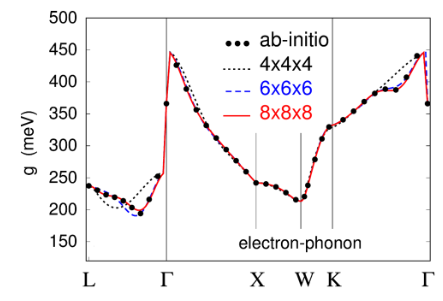 500
450
400
350
300
250
200
150
g (meV)
ab-initio
4x4x4
6x6x6
8x8x8
electron-phonon
L Γ X W K Γ